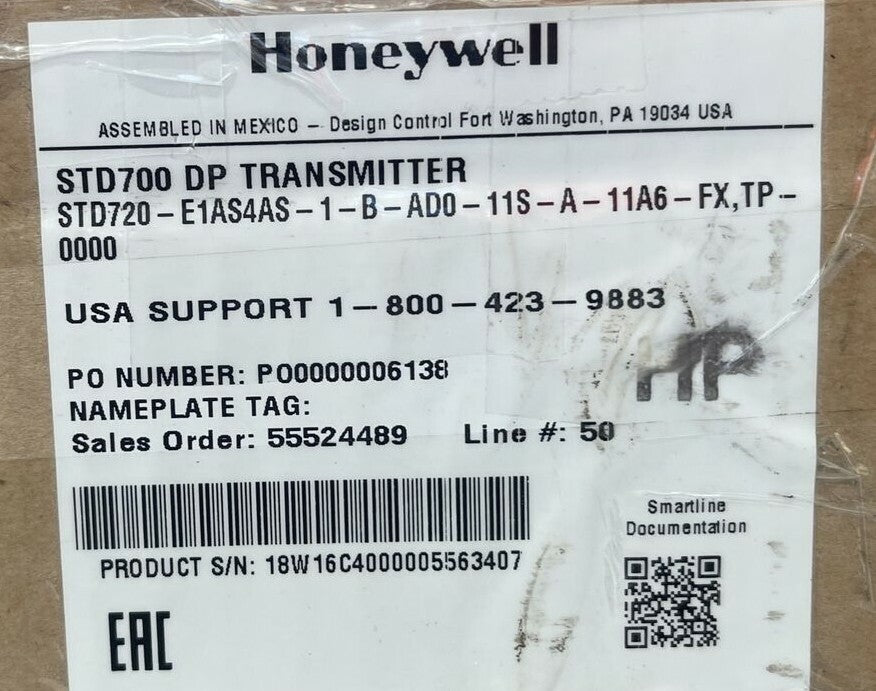 Honeywell
ASSEMBLED IN MEXICO – Design Control Fort Washington, PA 19034 USA
STD700 DP TRANSMITTER
STD720–E1AS4AS–1–B–AD0–11S–A–11A6–FX,TP–
0000
USA SUPPORT 1–800–423–9883
PO NUMBER: PO0000006138
NAMEPLATE TAG:
Sales Order: 55524489 Line #: 50
PRODUCT S/N: 18W16C4000005563407
Smartline
Documentation
EAC